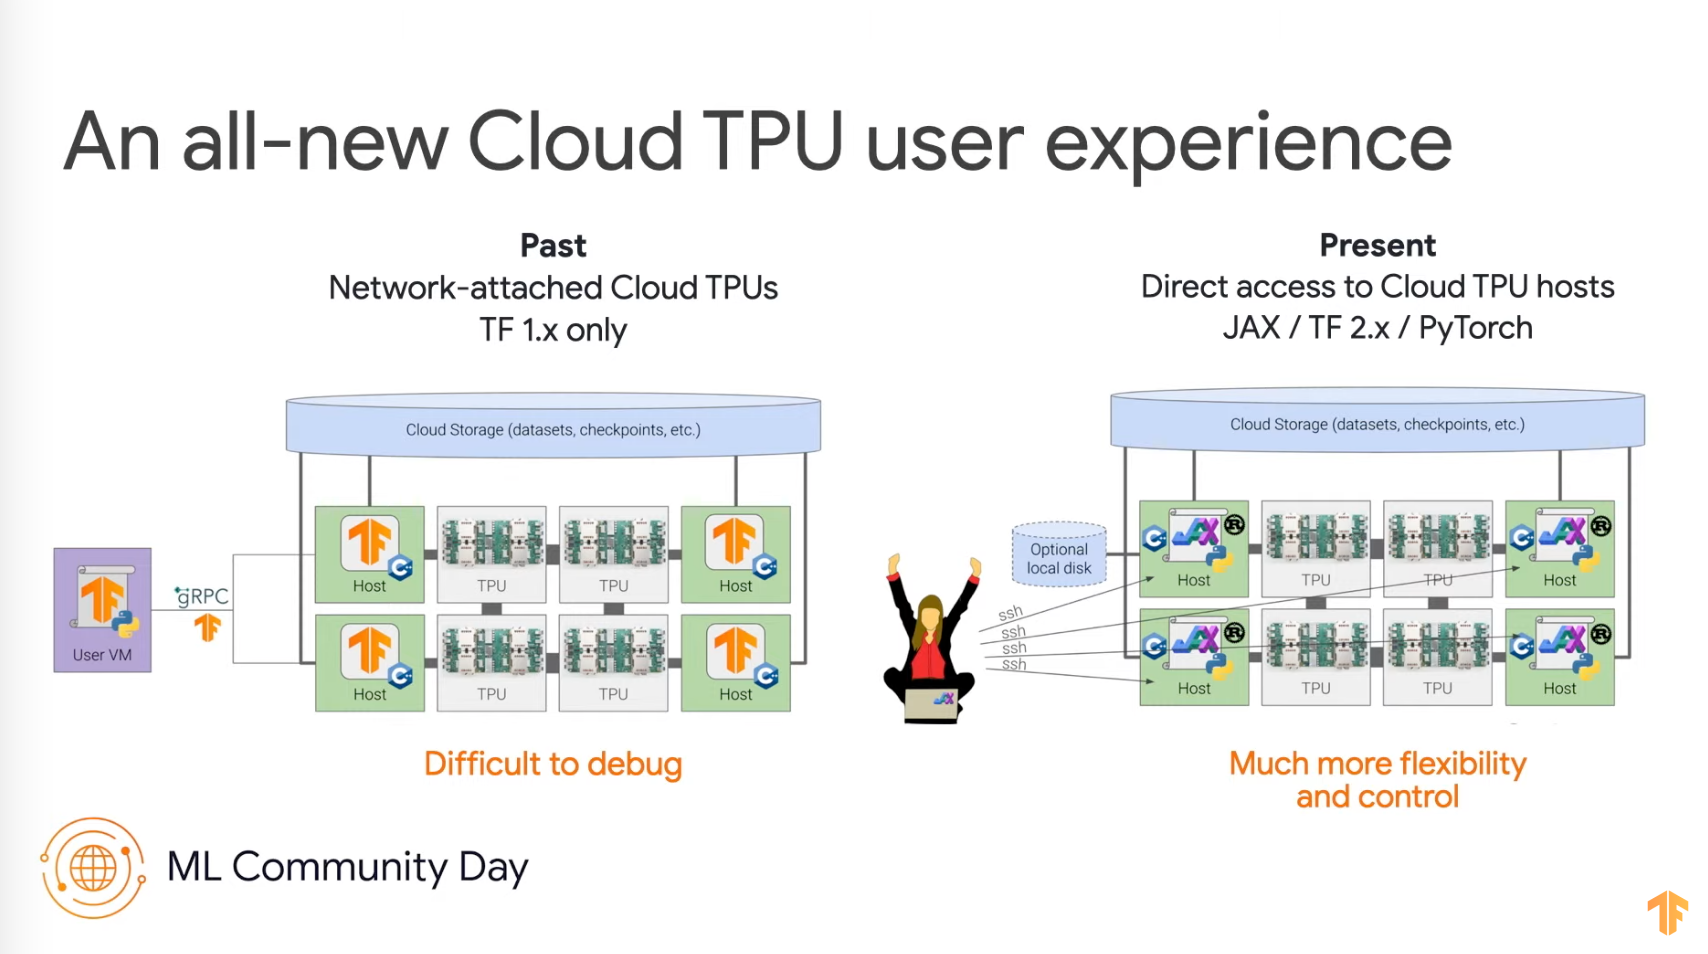 An all-new Cloud TPU user experience
Past
Network-attached Cloud TPUs
TF 1.x only
Cloud Storage (datasets, checkpoints, etc.)
User VM
gRPC
Host
TPU
TPU
Host
Host
TPU
TPU
Host
Difficult to debug
Present
Direct access to Cloud TPU hosts
JAX / TF 2.x / PyTorch
Cloud Storage (datasets, checkpoints, etc.)
Optional
local disk
ssh
ssh
ssh
ssh
Host
TPU
TPU
Host
Host
TPU
TPU
Host
Much more flexibility
and control
ML Community Day